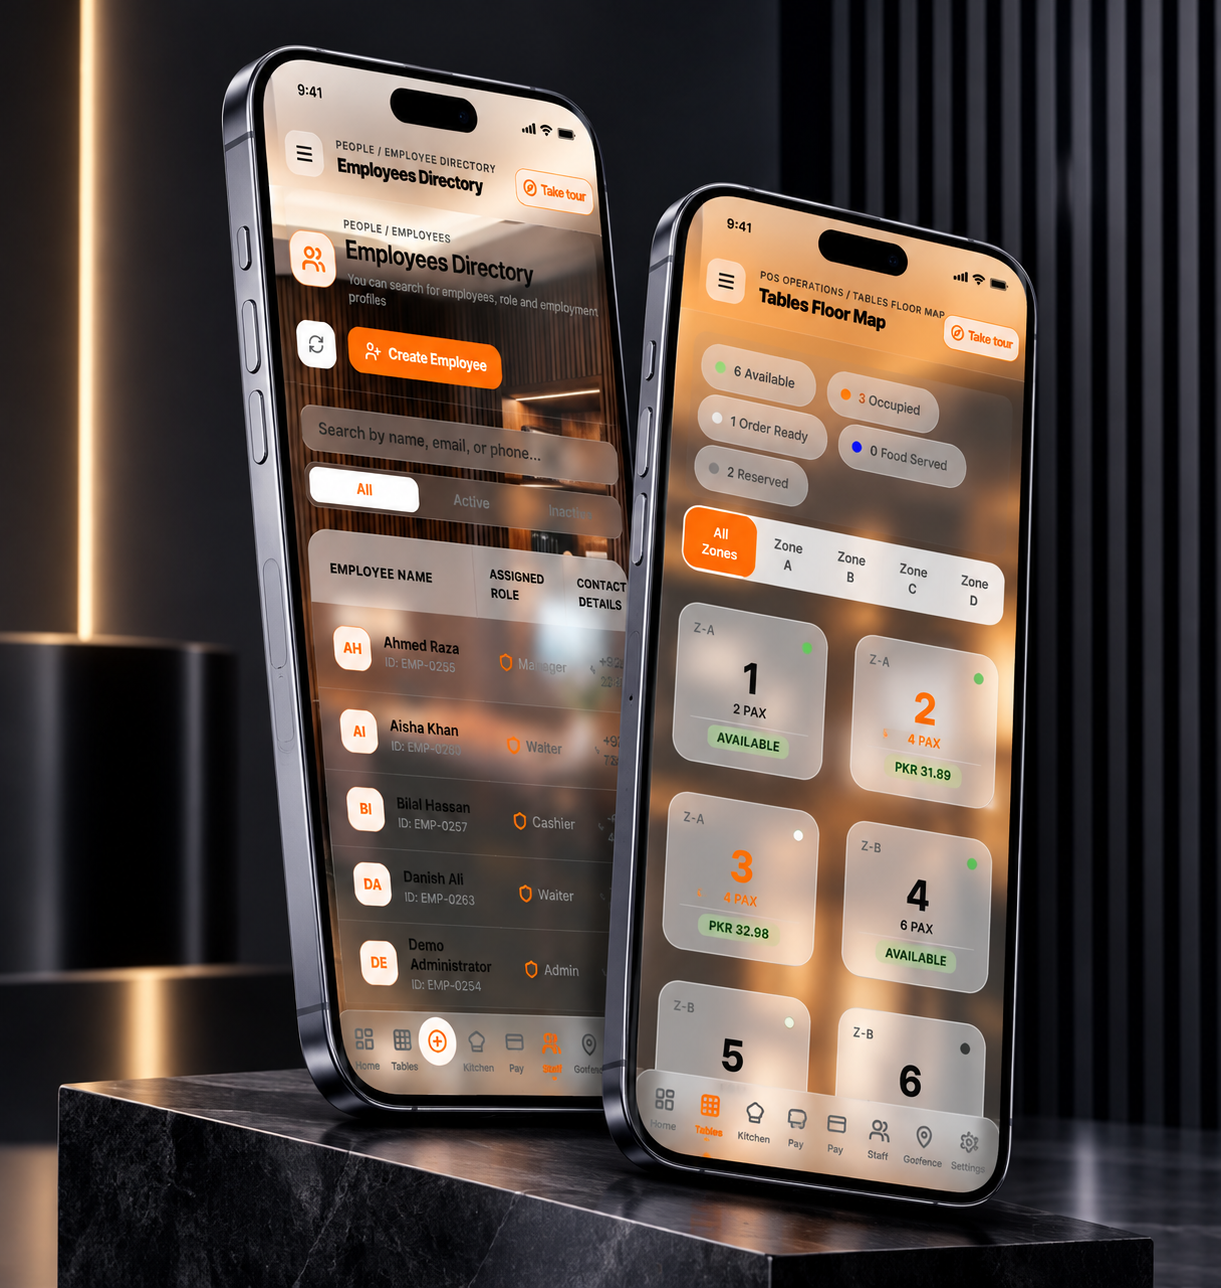 9:41
PEOPLE / EMPLOYEE DIRECTORY
Employees Directory
Take tour
PEOPLE / EMPLOYEES
Employees Directory
You can search for employees, role and employment
profiles
Create Employee
Search by name, email, or phone...
All
Active
Inactive
EMPLOYEE NAME
ASSIGNED
ROLE
CONTACT
DETAILS
AH
Ahmed Raza
ID: EMP-0255
Manager
AI
Aisha Khan
ID: EMP-0263
Waiter
BI
Bilal Hassan
ID: EMP-0257
Cashier
DA
Danish Ali
ID: EMP-0263
Waiter
DE
Demo
Administrator
ID: EMP-0254
Admin
Home
Tables
Kitchen
Pay
9:41
POS OPERATIONS / TABLES FLOOR MAP
Tables Floor Map
Take tour
6 Available
3 Occupied
1 Order Ready
0 Food Served
2 Reserved
All
Zones
Zone
A
Zone
B
Zone
C
Zone
D
Z-A
1
2 PAX
AVAILABLE
Z-A
2
4 PAX
PKR 31.89
Z-A
3
4 PAX
PKR 32.98
Z-B
4
6 PAX
AVAILABLE
Z-B
5
Z-B
6
Home
Tables
Kitchen
Pay
Pay
Staff
Settings